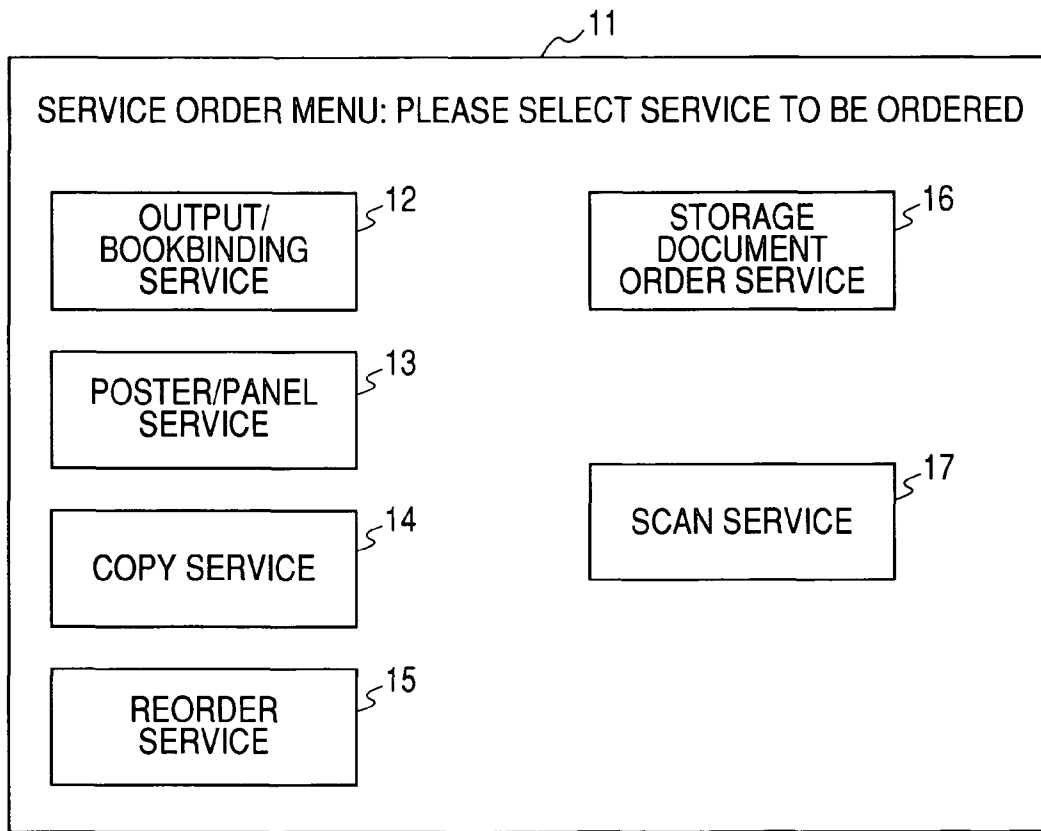 11
SERVICE ORDER MENU: PLEASE SELECT SERVICE TO BE ORDERED
OUTPUT/
BOOKBINDING
SERVICE
12
POSTER/PANEL
SERVICE
13
COPY SERVICE
14
REORDER
SERVICE
15
STORAGE
DOCUMENT
ORDER SERVICE
16
SCAN SERVICE
17